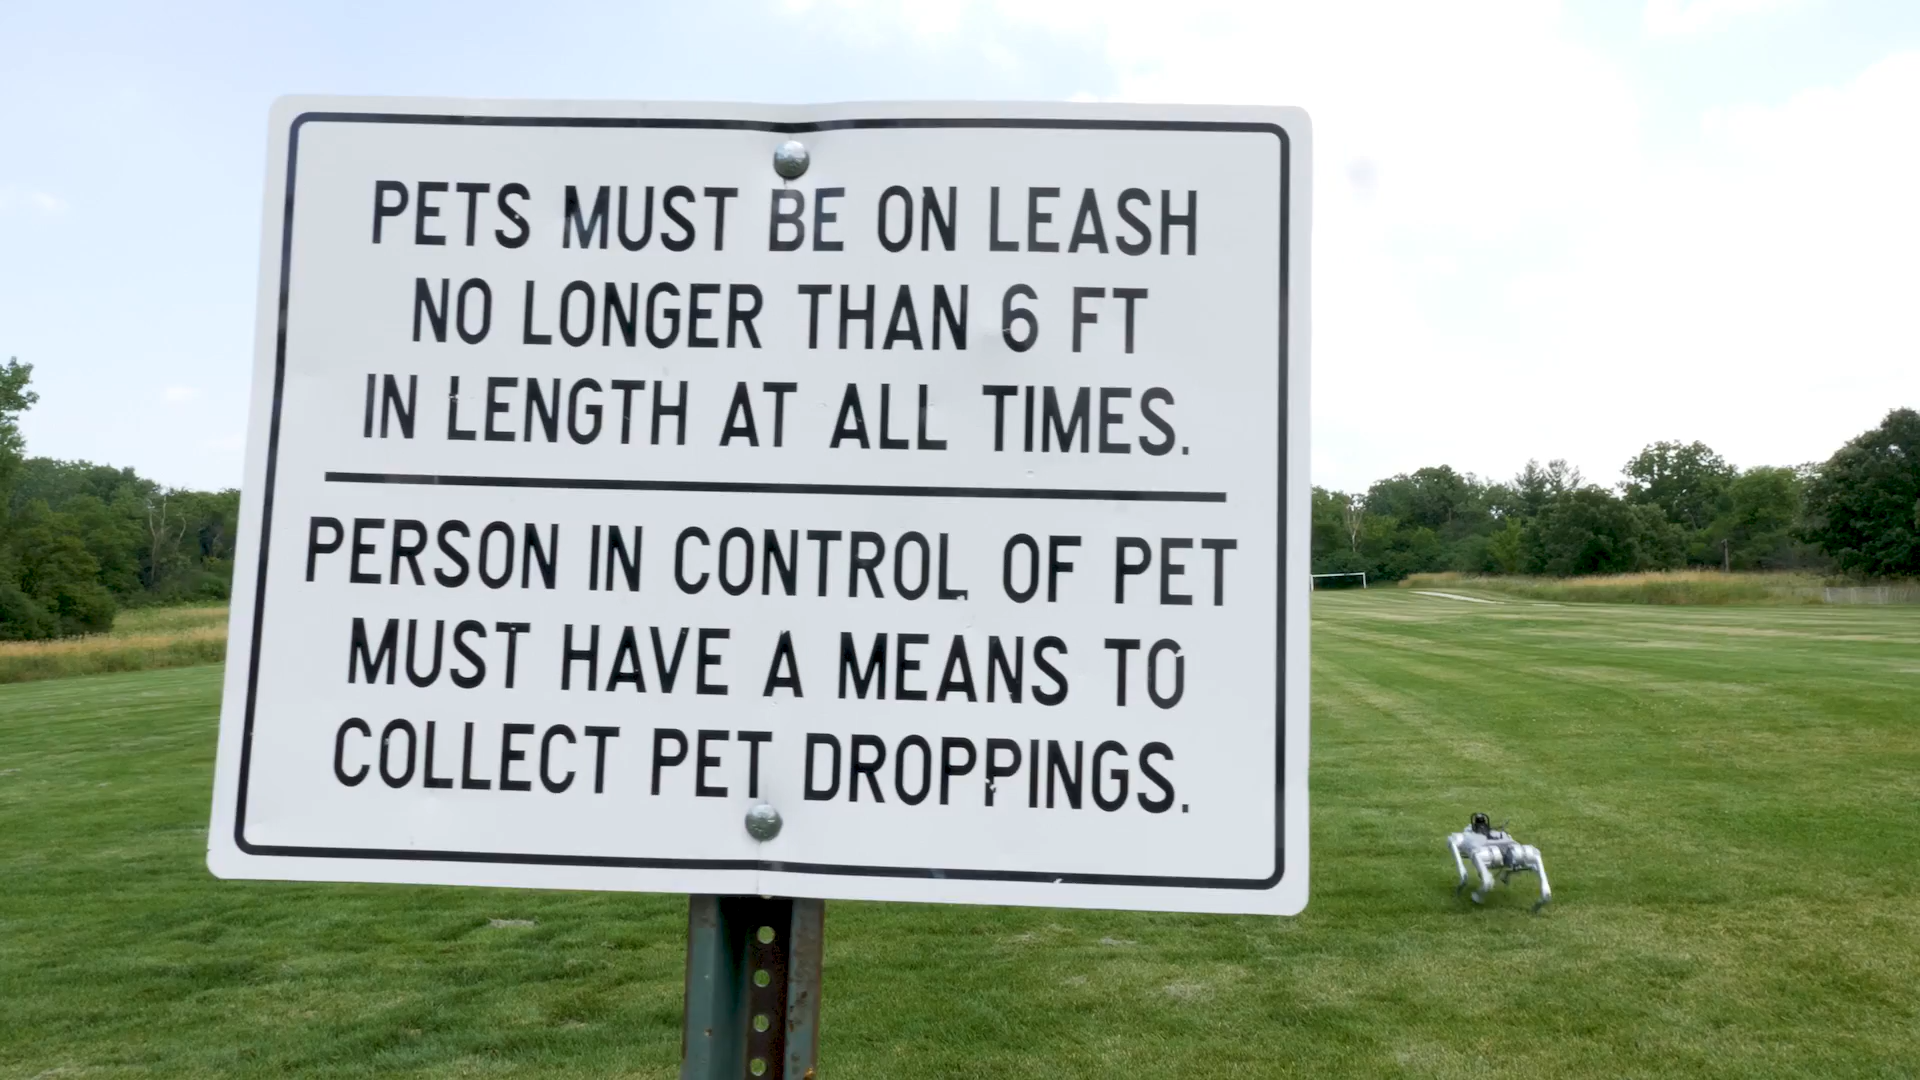 PETS MUST BE ON LEASH
NO LONGER THAN 6 FT
IN LENGTH AT ALL TIMES.
PERSON IN CONTROL OF PET
MUST HAVE A MEANS TO
COLLECT PET DROPPINGS.